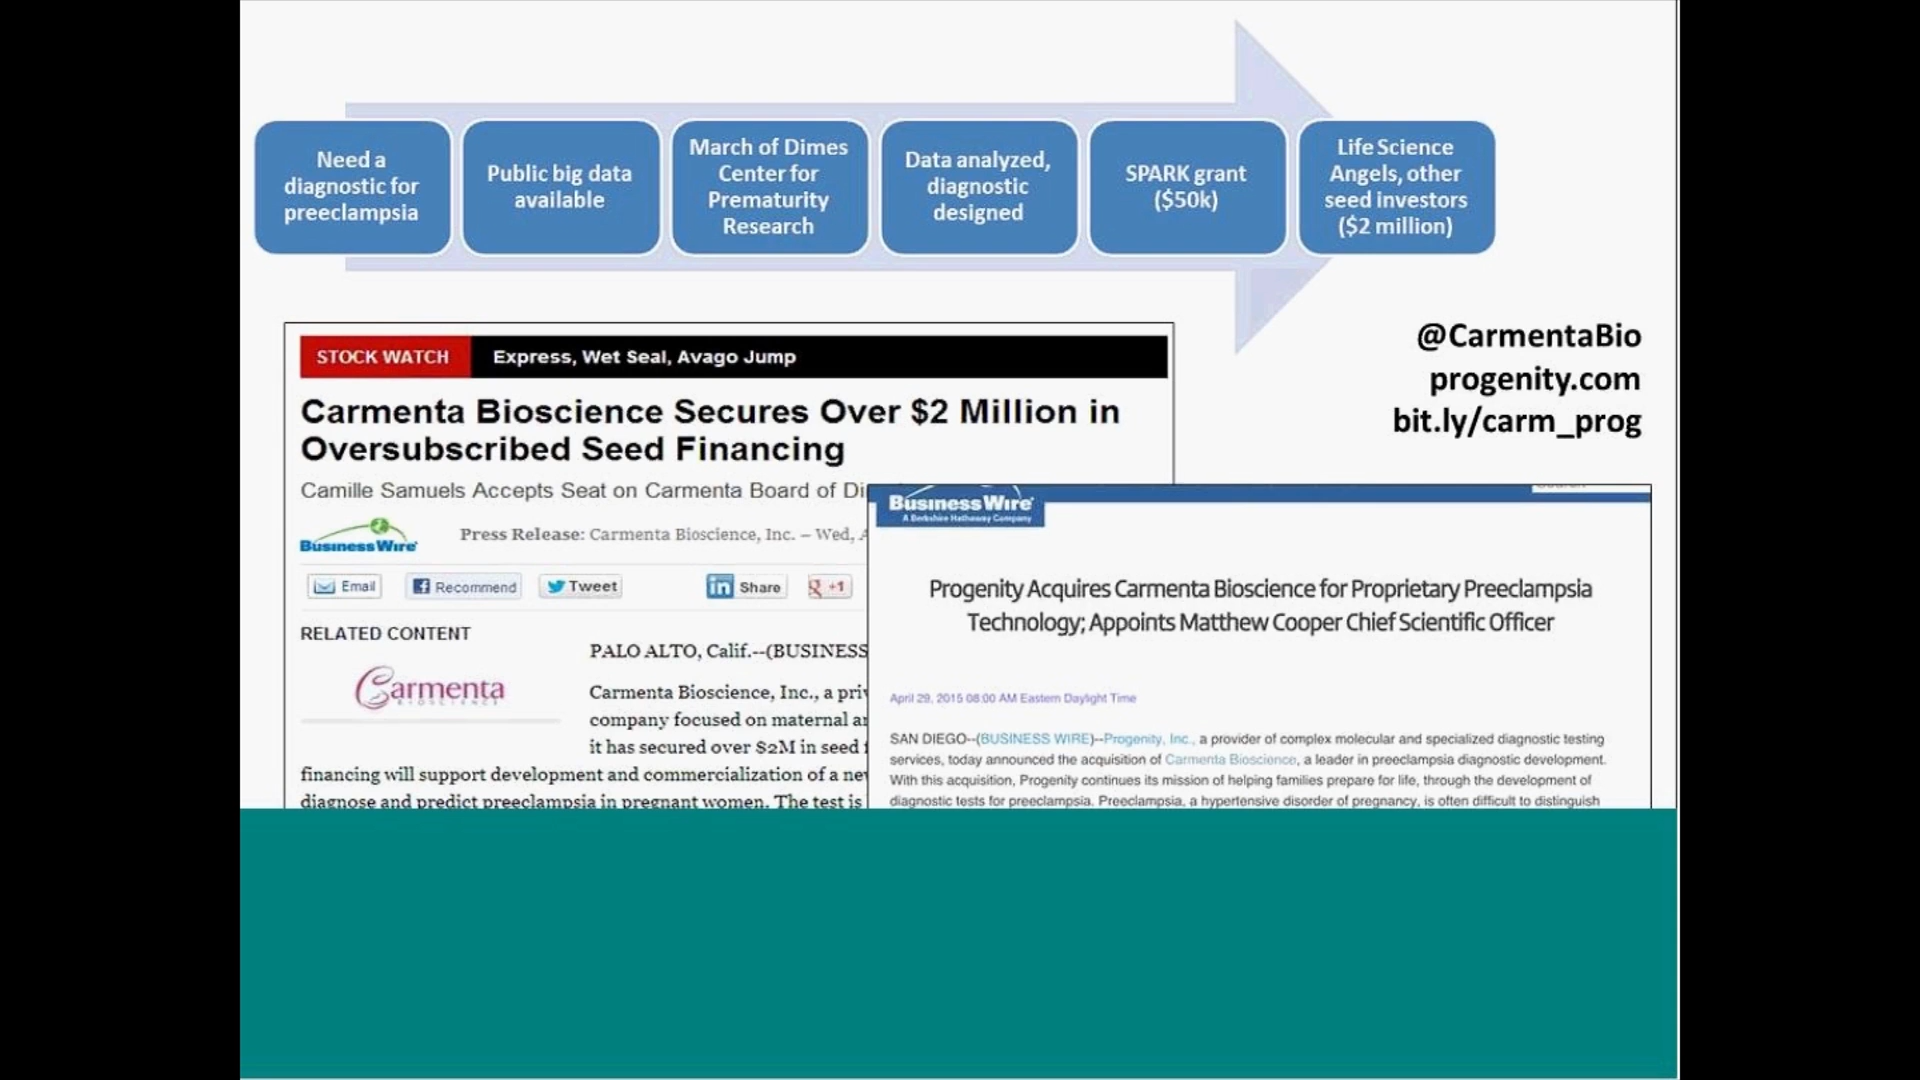 Need a
diagnostic for
preeclampsia
Public big data
available
March of Dimes
Center for
Prematurity
Research
Data analyzed,
diagnostic
designed
SPARK grant
($50k)
Life Science
Angels, other
seed investors
($2 million)
@CarmentaBio
progenity.com
bit.ly/carm_prog
STOCK WATCH Express, Wet Seal, Avago Jump
Carmenta Bioscience Secures Over $2 Million in
Oversubscribed Seed Financing
Camille Samuels Accepts Seat on Carmenta Board of
BusinessWire Press Release: Carmenta Bioscience, Inc. – Wed,
Email Recommend Tweet Share +1
RELATED CONTENT
Carmenta
BIOSCIENCE
PALO ALTO, Calif.--(BUSINESS
Carmenta Bioscience, Inc., a
company focused on maternal
it has secured over $2M in seed
financing will support development and commercialization of a
diagnose and predict preeclampsia in pregnant women. The test is
BusinessWire
A Berkshire Hathaway Company
Progenity Acquires Carmenta Bioscience for Proprietary Preeclampsia
Technology; Appoints Matthew Cooper Chief Scientific Officer
April 29, 2015 08:00 AM Eastern Daylight Time
SAN DIEGO--(BUSINESS WIRE)--Progenity, Inc., a provider of complex molecular and specialized diagnostic testing
services, today announced the acquisition of Carmenta Bioscience, a leader in preeclampsia diagnostic development.
With this acquisition, Progenity continues its mission of helping families prepare for life, through the development of
diagnostic tests for preeclampsia. Preeclampsia, a hypertensive disorder of pregnancy, is often difficult to distinguish